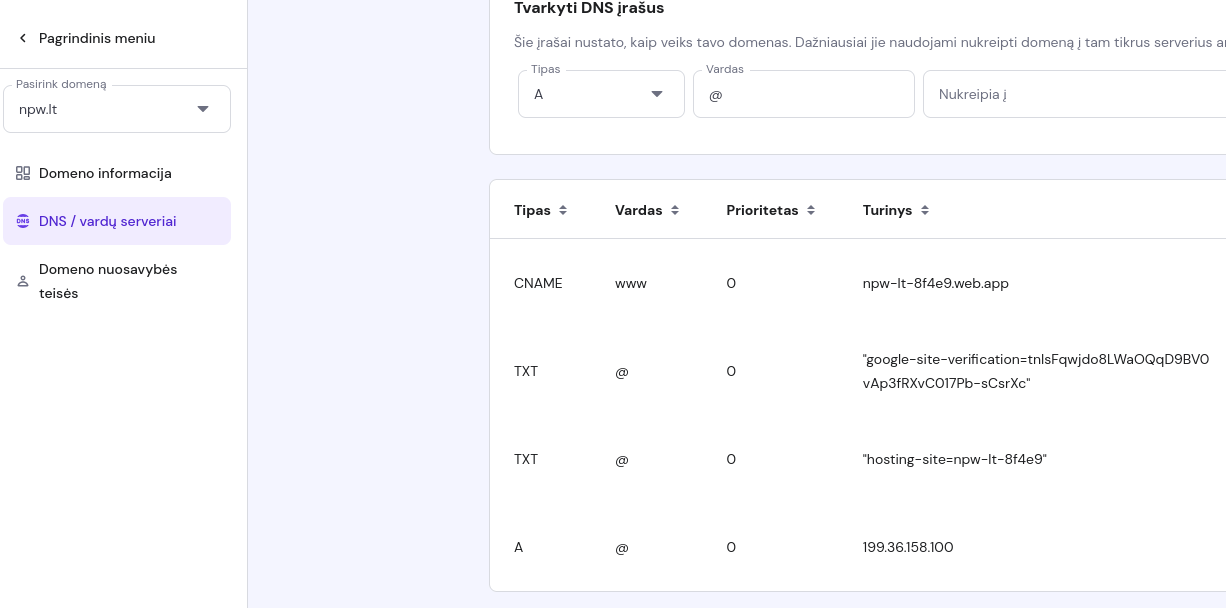 Pagrindinis meniu
Pasirink domeną
npw.lt
Domeno informacija
DNS / vardų serveriai
Domeno nuosavybės
teisės
Tvarkyti DNS įrašus
Šie įrašai nustato, kaip veiks tavo domenas. Dažniausiai jie naudojami nukreipti domeną į tam tikrus serverius
Tipas
A
Vardas
@
Nukreipia į
Tipas Vardas Prioritetas Turinys
CNAME www 0 npw-lt-8f4e9.web.app
TXT @ 0 "google-site-verification=tnlsFqwjdo8LWaOQqD9BV0
vAp3fRXvC017Pb-sCsrXc"
TXT @ 0 "hosting-site=npw-lt-8f4e9"
A @ 0 199.36.158.100